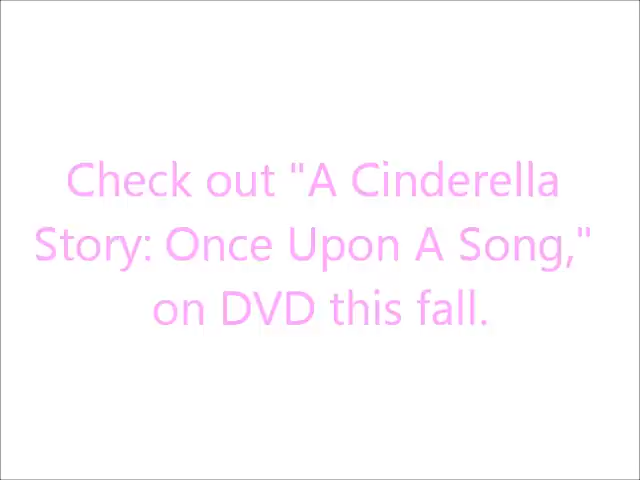 Check out "A Cinderella
Story: Once Upon A Song,"
on DVD this fall.